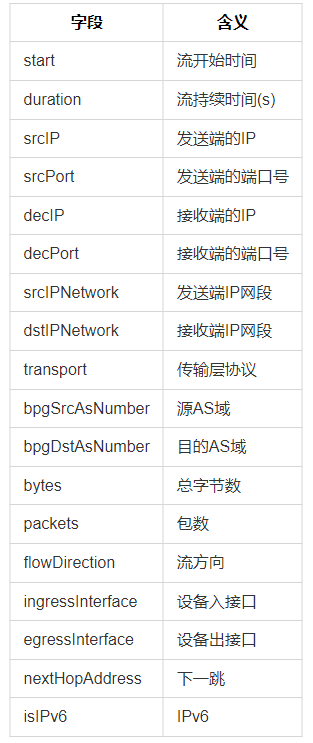 字段 含义
start 流开始时间
duration 流持续时间(s)
srcIP 发送端的IP
srcPort 发送端的端口号
decIP 接收端的IP
decPort 接收端的端口号
srcIPNetwork 发送端IP网段
dstIPNetwork 接收端IP网段
transport 传输层协议
bpgSrcAsNumber 源AS域
bpgDstAsNumber 目的AS域
bytes 总字节数
packets 包数
flowDirection 流方向
ingressInterface 设备入接口
egressInterface 设备出接口
nextHopAddress 下一跳
isIPv6 IPv6